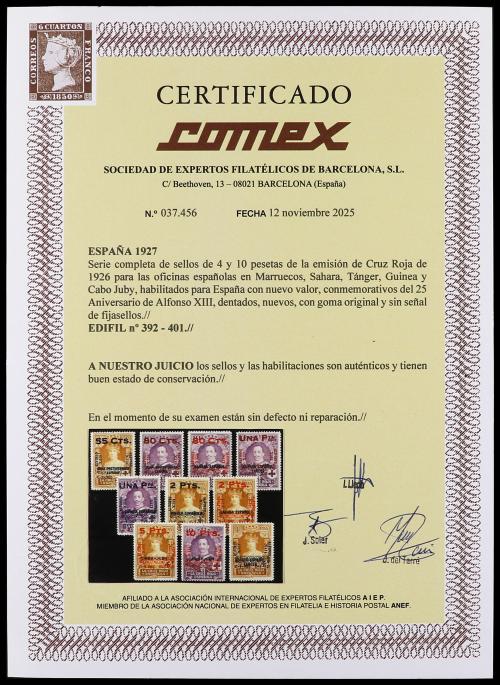 6 CUARTOS
CORREOS
FRANCO
1850
CERTIFICADO
comex
SOCIEDAD DE EXPERTOS FILATÉLICOS DE BARCELONA, S.L.
C/ Beethoven, 13 – 08021 BARCELONA (España)
N.º 037.456 FECHA 12 noviembre 2025
ESPAÑA 1927
Serie completa de sellos de 4 y 10 pesetas de la emisión de Cruz Roja de
1926 para las oficinas españolas en Marruecos, Sahara, Tánger, Guinea y
Cabo Juby, habilitados para España con nuevo valor, conmemorativos del 25
Aniversario de Alfonso XIII, dentados, nuevos, con goma original y sin señal
de fijasellos.//
EDIFIL nº 392 - 401.//
A NUESTRO JUICIO los sellos y las habilitaciones son auténticos y tienen
buen estado de conservación.//
En el momento de su examen están sin defecto ni reparación.//
55 Cts. 80 Cts. 80 Cts. UNA Pta.
UNA Pta. 2 Ptas. 2 Ptas.
5 Pts. 10 Pts.
J. Soler
J. del Terre
AFILIADO A LA ASOCIACIÓN INTERNACIONAL DE EXPERTOS FILATÉLICOS A I E P.
MIEMBRO DE LA ASOCIACIÓN NACIONAL DE EXPERTOS EN FILATELIA E HISTORIA POSTAL ANEF.